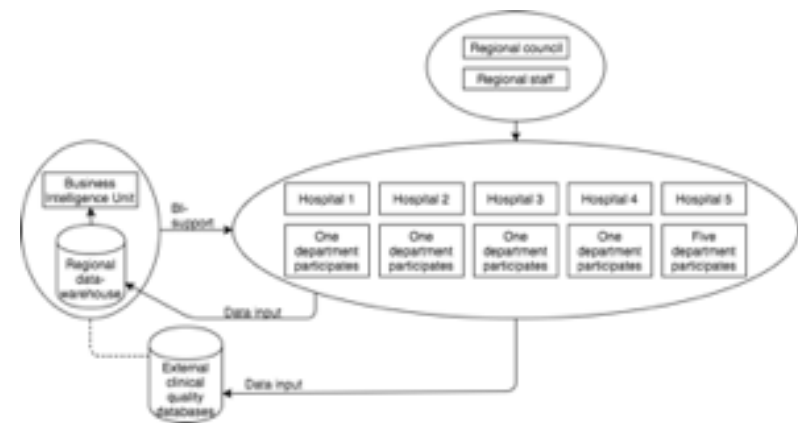 Regional council
Regional staff
Business
Intelligence Unit
BI-
support
Hospital 1
Hospital 2
Hospital 3
Hospital 4
Hospital 5
One
department
participates
One
department
participates
One
department
participates
One
department
participates
Five
department
participates
Regional
data-
warehouse
Data input
External
clinical
quality
databases
Data input